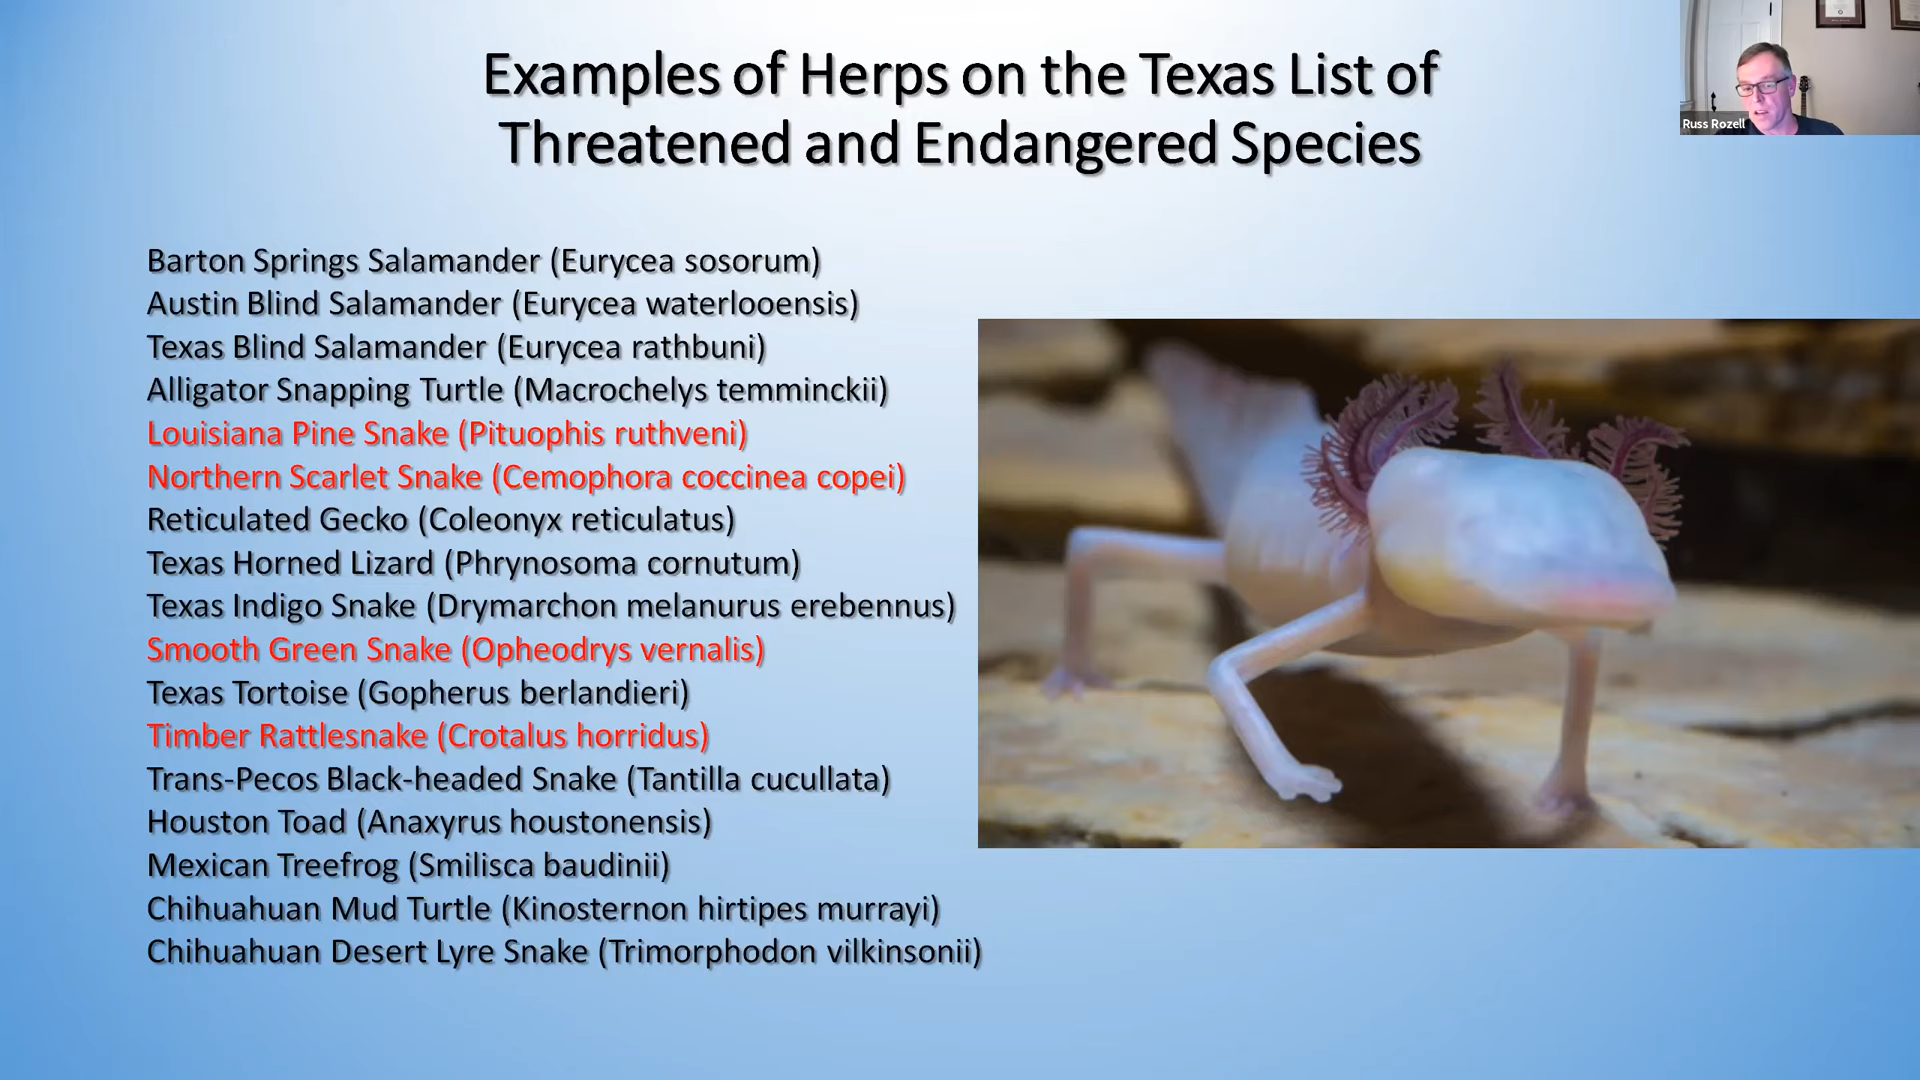 Examples of Herps on the Texas List of
Threatened and Endangered Species
Russ Rozell
Barton Springs Salamander (Eurycea sosorum)
Austin Blind Salamander (Eurycea waterlooensis)
Texas Blind Salamander (Eurycea rathbuni)
Alligator Snapping Turtle (Macrochelys temminckii)
Louisiana Pine Snake (Pituophis ruthveni)
Northern Scarlet Snake (Cemophora coccinea copei)
Reticulated Gecko (Coleonyx reticulatus)
Texas Horned Lizard (Phrynosoma cornutum)
Texas Indigo Snake (Drymarchon melanurus erebennus)
Smooth Green Snake (Opheodrys vernalis)
Texas Tortoise (Gopherus berlandieri)
Timber Rattlesnake (Crotalus horridus)
Trans-Pecos Black-headed Snake (Tantilla cucullata)
Houston Toad (Anaxyrus houstonensis)
Mexican Treefrog (Smilisca baudinii)
Chihuahuan Mud Turtle (Kinosternon hirtipes murrayi)
Chihuahuan Desert Lyre Snake (Trimorphodon vilkinsonii)